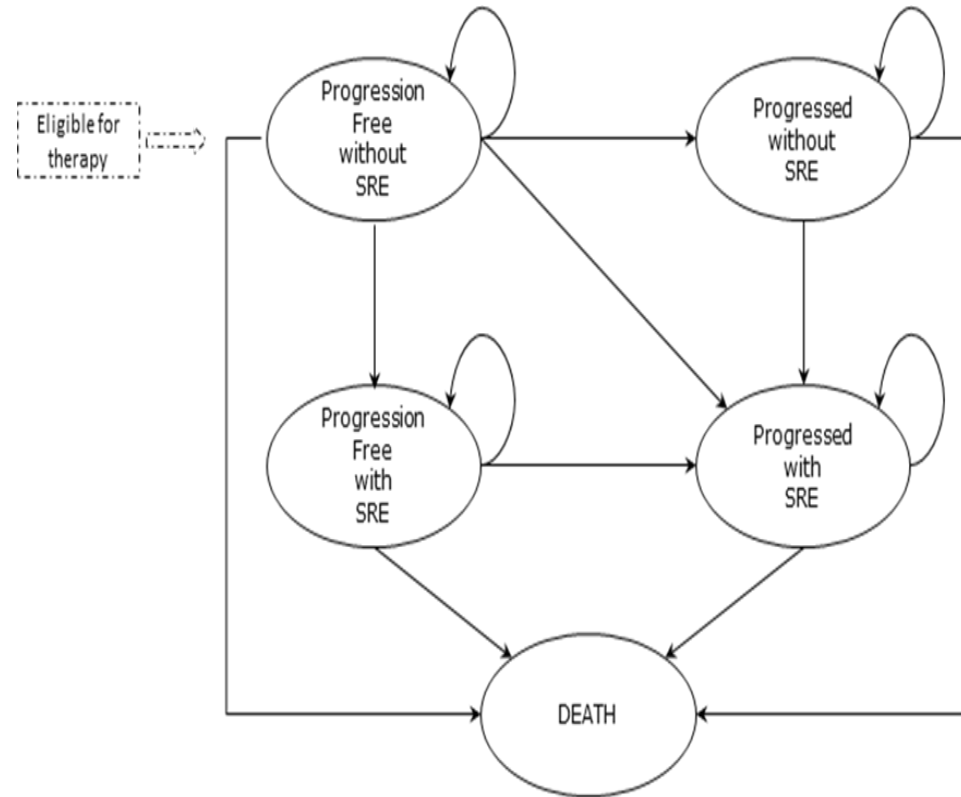 Eligible for
therapy
Progression
Free
without
SRE
Progressed
without
SRE
Progression
Free
with
SRE
Progressed
with
SRE
DEATH